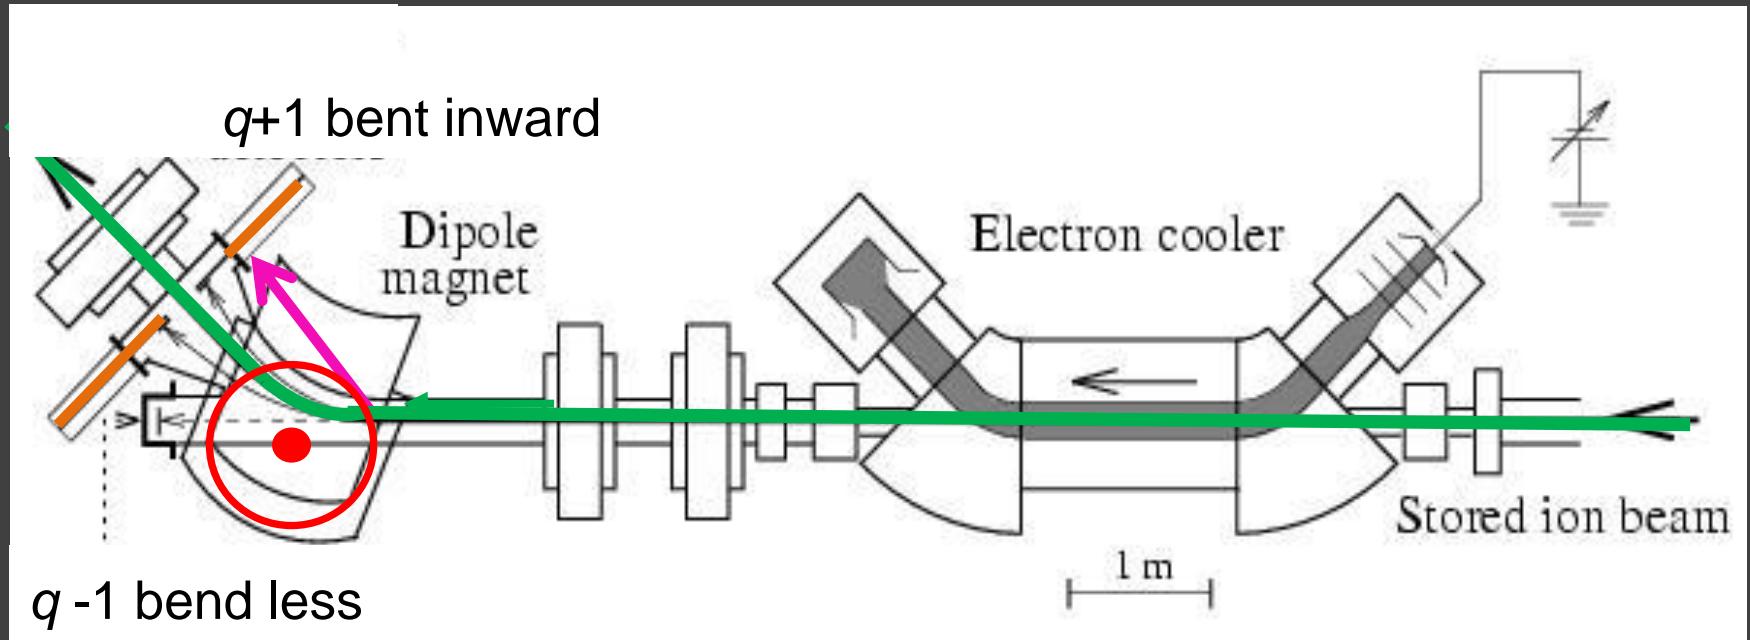 q+1 bent inward
Dipole
magnet
Electron cooler
Stored ion beam
1 m
q -1 bend less